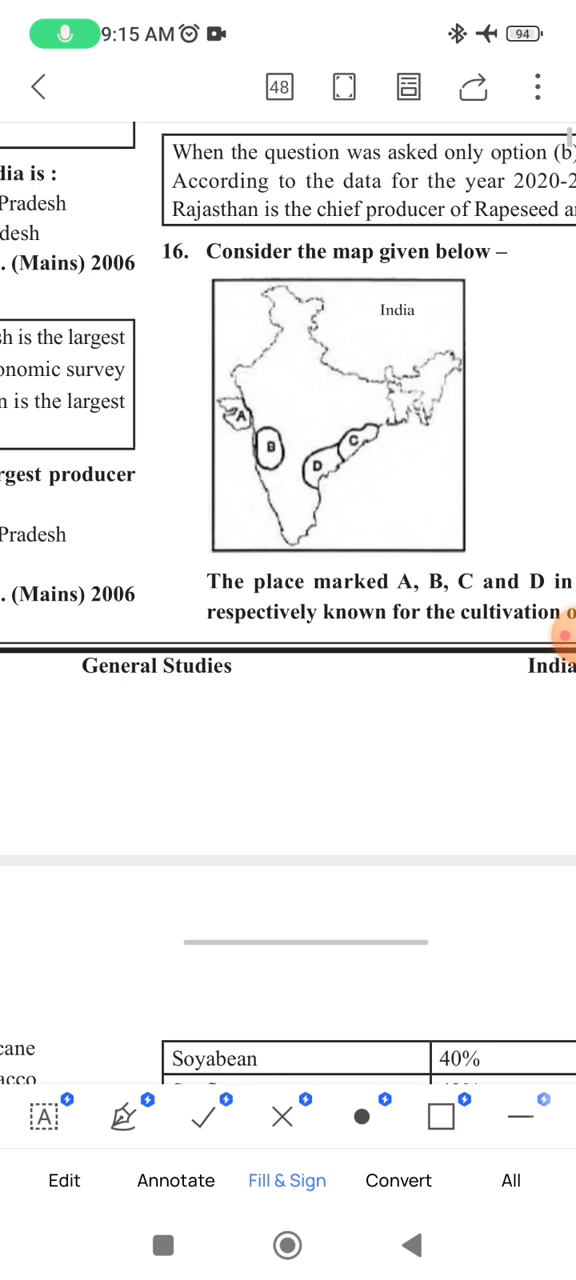 9:15 AM
94
48
dia is :
Pradesh
desh
. (Mains) 2006
sh is the largest
onomic survey
n is the largest
rgest producer
Pradesh
. (Mains) 2006
When the question was asked only option (b)
According to the data for the year 2020-2
Rajasthan is the chief producer of Rapeseed a
16. Consider the map given below –
India
A
B
C
D
The place marked A, B, C and D in
respectively known for the cultivation o
General Studies
India
cane
acco
Soyabean 40%
A
Edit Annotate Fill & Sign Convert All